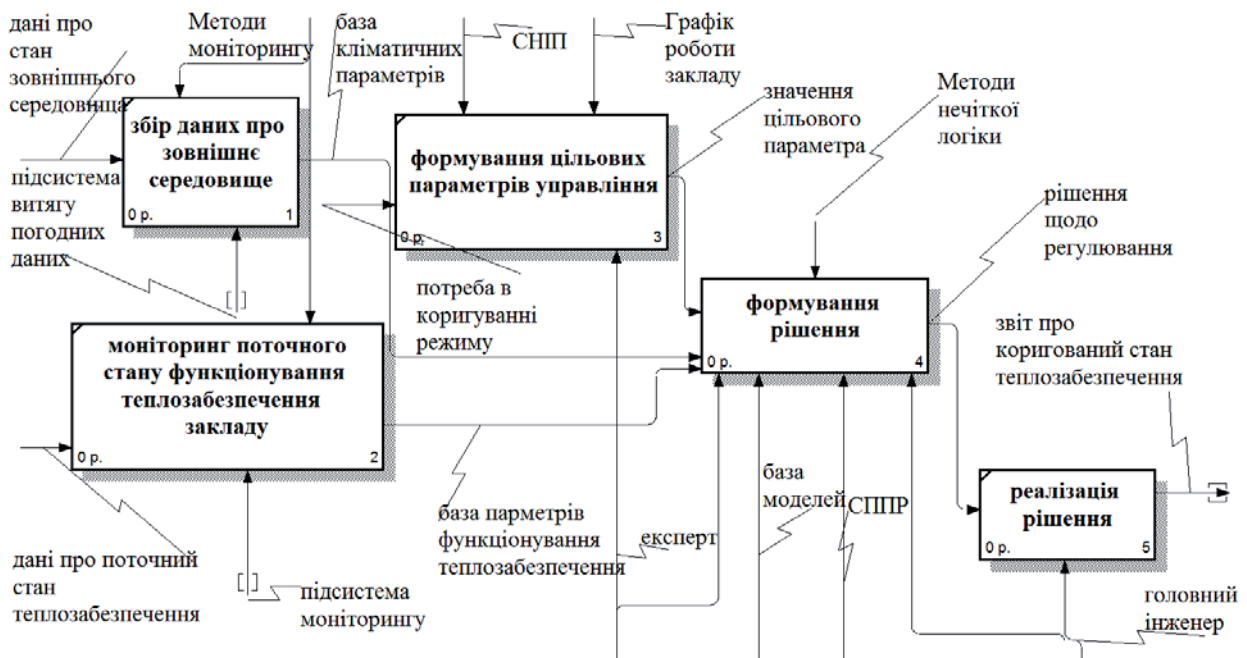 дані про
стан
зовнішнього
середовища
Методи
моніторингу
база
кліматичних
параметрів
СНІП
Графік
роботи
закладу
збір даних про
зовнішнє
середовище
0 р.
1
формування цільових
параметрів управління
0 р.
3
значення
цільового
параметра
Методи
нечіткої
логіки
підсистема
витягу
погодних
даних
потреба в
коригуванні
режиму
рішення
щодо
регулювання
формування
рішення
0 р.
4
моніторинг поточного
стану функціонування
теплозабезпечення
закладу
0 р.
2
звіт про
коригований стан
теплозабезпечення
база парметрів
функціонування
теплозабезпечення
експерт
база
моделей
СППР
реалізація
рішення
0 р.
5
дані про поточний
стан
теплозабезпечення
підсистема
моніторингу
головний
інженер